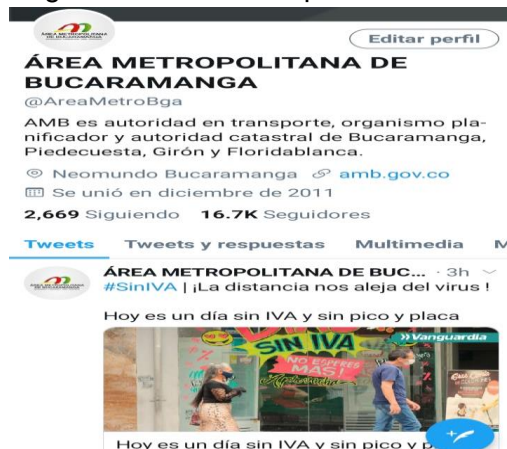 ÁREA METROPOLITANA
DE BUCARAMANGA
Editar perfil
ÁREA METROPOLITANA DE
BUCARAMANGA
@AreaMetroBga
AMB es autoridad en transporte, organismo pla-
nificador y autoridad catastral de Bucaramanga,
Piedecuesta, Girón y Floridablanca.
Neomundo Bucaramanga amb.gov.co
Se unió en diciembre de 2011
2,669 Siguiendo 16.7K Seguidores
Tweets Tweets y respuestas Multimedia M
ÁREA METROPOLITANA DE BUC... · 3h
#SinIVA | ¡La distancia nos aleja del virus !
Hoy es un día sin IVA y sin pico y placa
»Vanguardia
SIN IVA
NO ESPERES
MAS!
Hoy es un día sin IVA y sin pico y p